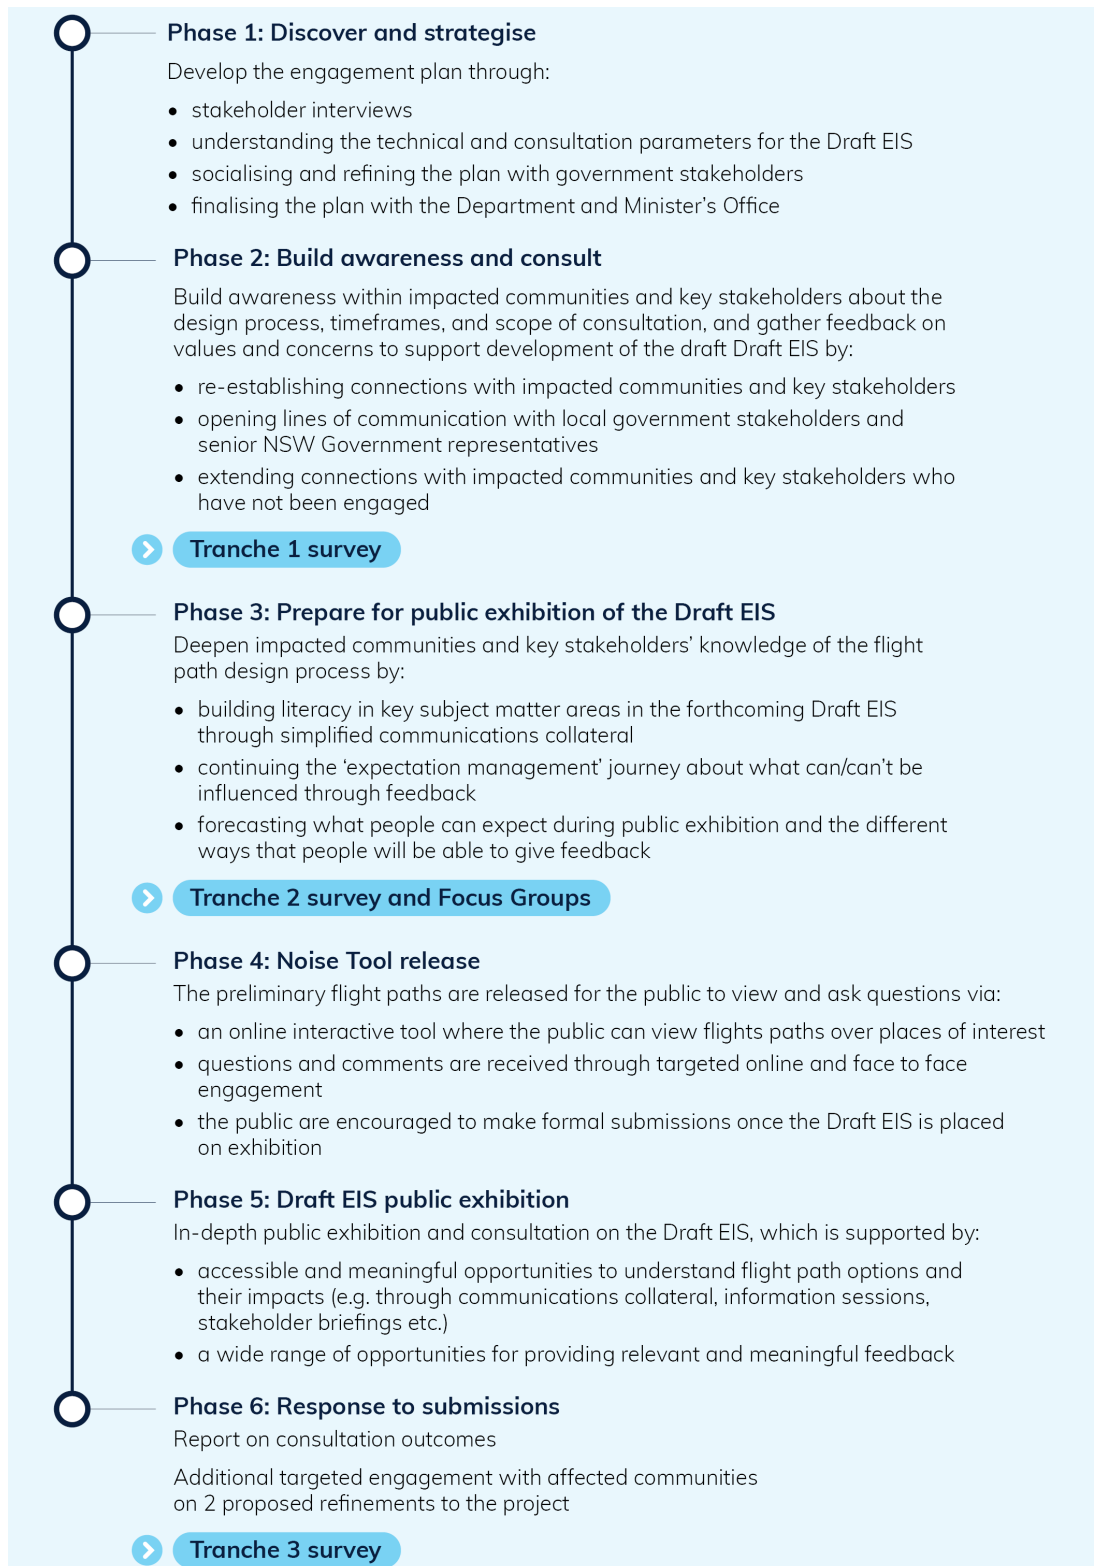 Phase 1: Discover and strategise
Develop the engagement plan through:
• stakeholder interviews
• understanding the technical and consultation parameters for the Draft EIS
• socialising and refining the plan with government stakeholders
• finalising the plan with the Department and Minister’s Office
Phase 2: Build awareness and consult
Build awareness within impacted communities and key stakeholders about the
design process, timeframes, and scope of consultation, and gather feedback on
values and concerns to support development of the draft Draft EIS by:
• re-establishing connections with impacted communities and key stakeholders
• opening lines of communication with local government stakeholders and
senior NSW Government representatives
• extending connections with impacted communities and key stakeholders who
have not been engaged
Tranche 1 survey
Phase 3: Prepare for public exhibition of the Draft EIS
Deepen impacted communities and key stakeholders’ knowledge of the flight
path design process by:
• building literacy in key subject matter areas in the forthcoming Draft EIS
through simplified communications collateral
• continuing the ‘expectation management’ journey about what can/can’t be
influenced through feedback
• forecasting what people can expect during public exhibition and the different
ways that people will be able to give feedback
Tranche 2 survey and Focus Groups
Phase 4: Noise Tool release
The preliminary flight paths are released for the public to view and ask questions via:
• an online interactive tool where the public can view flights paths over places of interest
• questions and comments are received through targeted online and face to face
engagement
• the public are encouraged to make formal submissions once the Draft EIS is placed
on exhibition
Phase 5: Draft EIS public exhibition
In-depth public exhibition and consultation on the Draft EIS, which is supported by:
• accessible and meaningful opportunities to understand flight path options and
their impacts (e.g. through communications collateral, information sessions,
stakeholder briefings etc.)
• a wide range of opportunities for providing relevant and meaningful feedback
Phase 6: Response to submissions
Report on consultation outcomes
Additional targeted engagement with affected communities
on 2 proposed refinements to the project
Tranche 3 survey